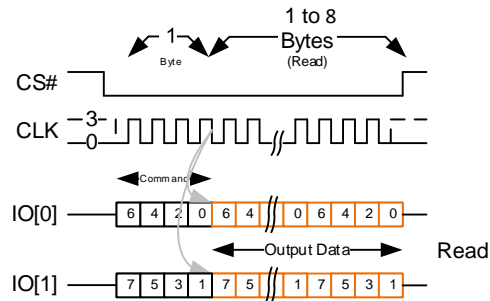 1 to 8
1
Bytes
Byte
(Read)
CS#
3
CLK
0
Command
IO[0] 6 4 2 0 6 4 0 6 4 2 0
Output Data
Read
IO[1] 7 5 3 1 7 5 1 7 5 3 1